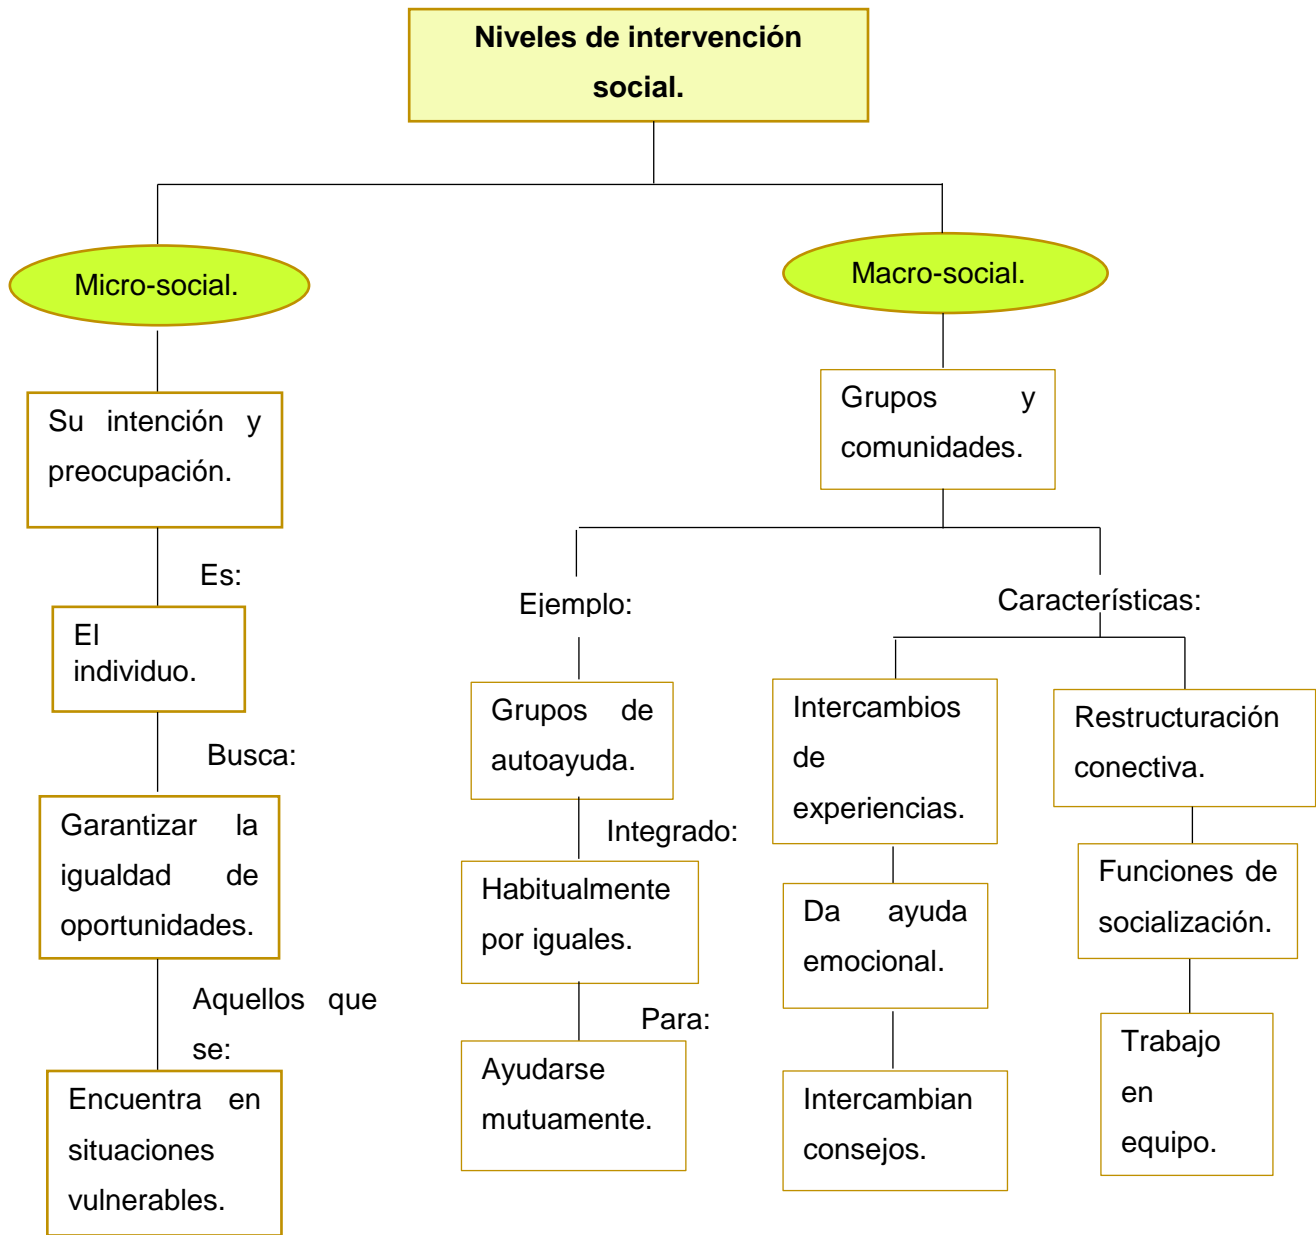 Niveles de intervención
social.
Micro-social.
Su intención y
preocupación.
Es:
El
individuo.
Busca:
Garantizar la
igualdad de
oportunidades.
Aquellos que
se:
Encuentra en
situaciones
vulnerables.
Macro-social.
Grupos y
comunidades.
Ejemplo:
Grupos de
autoayuda.
Integrado:
Habitualmente
por iguales.
Para:
Ayudarse
mutuamente.
Características:
Intercambios
de
experiencias.
Da ayuda
emocional.
Intercambian
consejos.
Restructuración
conectiva.
Funciones de
socialización.
Trabajo
en
equipo.